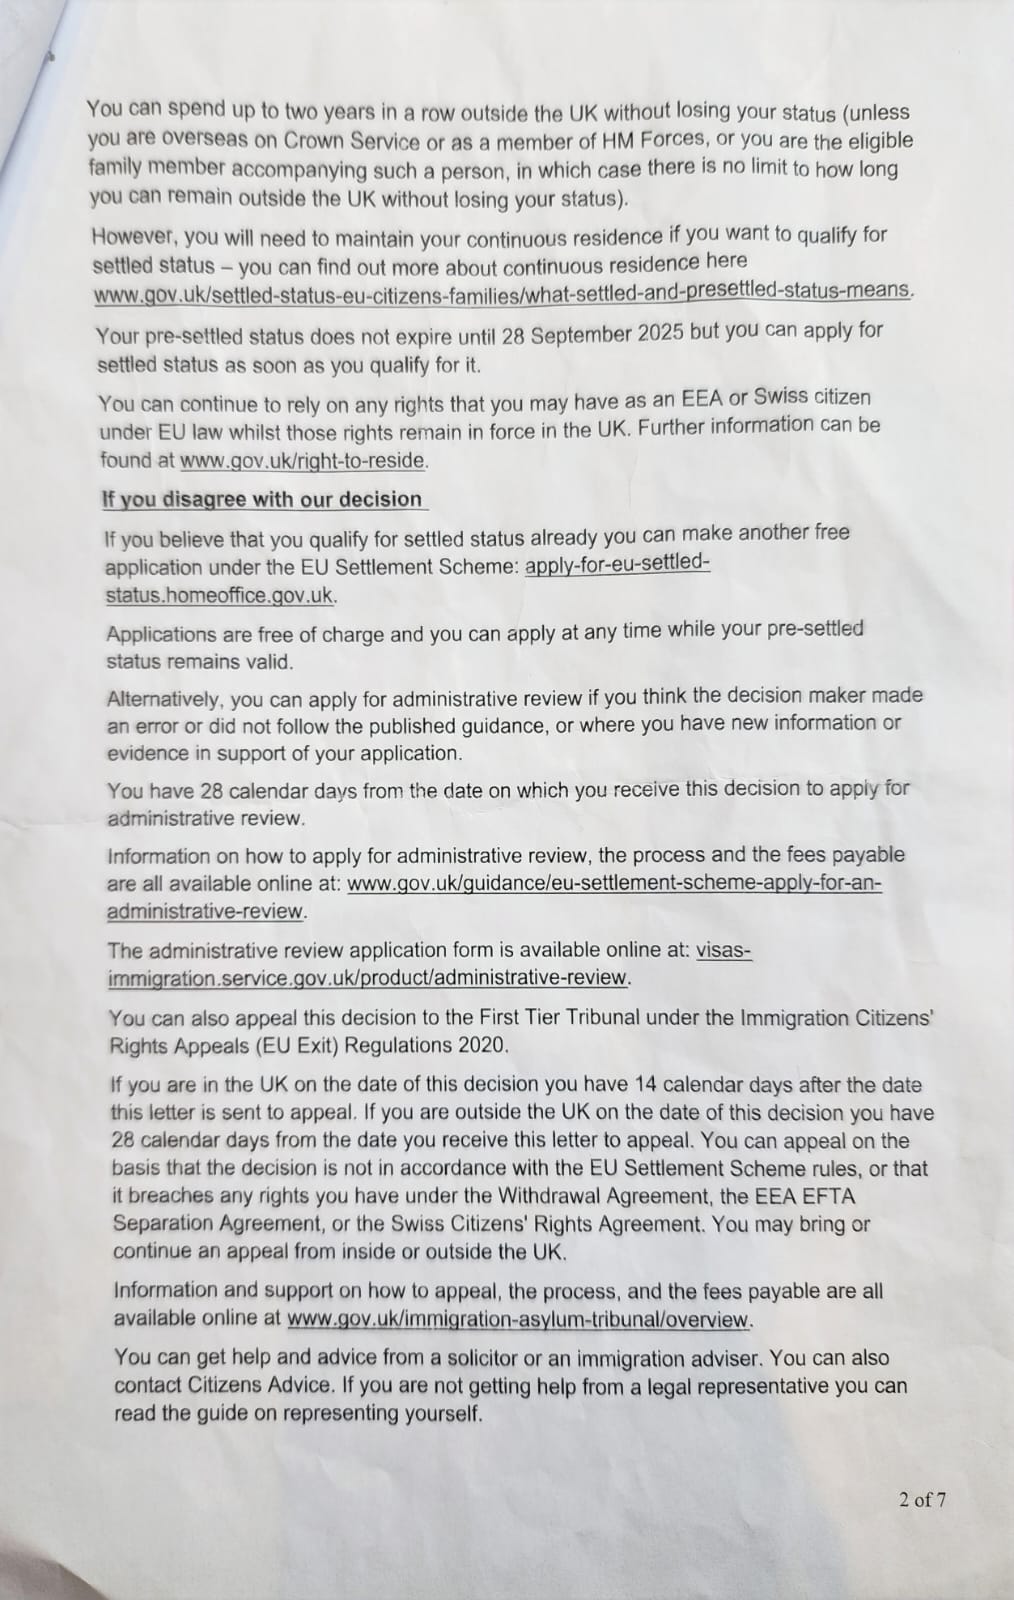 You can spend up to two years in a row outside the UK without losing your status (unless
you are overseas on Crown Service or as a member of HM Forces, or you are the eligible
family member accompanying such a person, in which case there is no limit to how long
you can remain outside the UK without losing your status).
However, you will need to maintain your continuous residence if you want to qualify for
settled status – you can find out more about continuous residence here
www.gov.uk/settled-status-eu-citizens-families/what-settled-and-presettled-status-means.
Your pre-settled status does not expire until 28 September 2025 but you can apply for
settled status as soon as you qualify for it.
You can continue to rely on any rights that you may have as an EEA or Swiss citizen
under EU law whilst those rights remain in force in the UK. Further information can be
found at www.gov.uk/right-to-reside.
If you disagree with our decision
If you believe that you qualify for settled status already you can make another free
application under the EU Settlement Scheme: apply-for-eu-settled-
status.homeoffice.gov.uk.
Applications are free of charge and you can apply at any time while your pre-settled
status remains valid.
Alternatively, you can apply for administrative review if you think the decision maker made
an error or did not follow the published guidance, or where you have new information or
evidence in support of your application.
You have 28 calendar days from the date on which you receive this decision to apply for
administrative review.
Information on how to apply for administrative review, the process and the fees payable
are all available online at: www.gov.uk/guidance/eu-settlement-scheme-apply-for-an-
administrative-review.
The administrative review application form is available online at: visas-
immigration.service.gov.uk/product/administrative-review.
You can also appeal this decision to the First Tier Tribunal under the Immigration Citizens'
Rights Appeals (EU Exit) Regulations 2020.
If you are in the UK on the date of this decision you have 14 calendar days after the date
this letter is sent to appeal. If you are outside the UK on the date of this decision you have
28 calendar days from the date you receive this letter to appeal. You can appeal on the
basis that the decision is not in accordance with the EU Settlement Scheme rules, or that
it breaches any rights you have under the Withdrawal Agreement, the EEA EFTA
Separation Agreement, or the Swiss Citizens' Rights Agreement. You may bring or
continue an appeal from inside or outside the UK.
Information and support on how to appeal, the process, and the fees payable are all
available online at www.gov.uk/immigration-asylum-tribunal/overview.
You can get help and advice from a solicitor or an immigration adviser. You can also
contact Citizens Advice. If you are not getting help from a legal representative you can
read the guide on representing yourself.
2 of 7